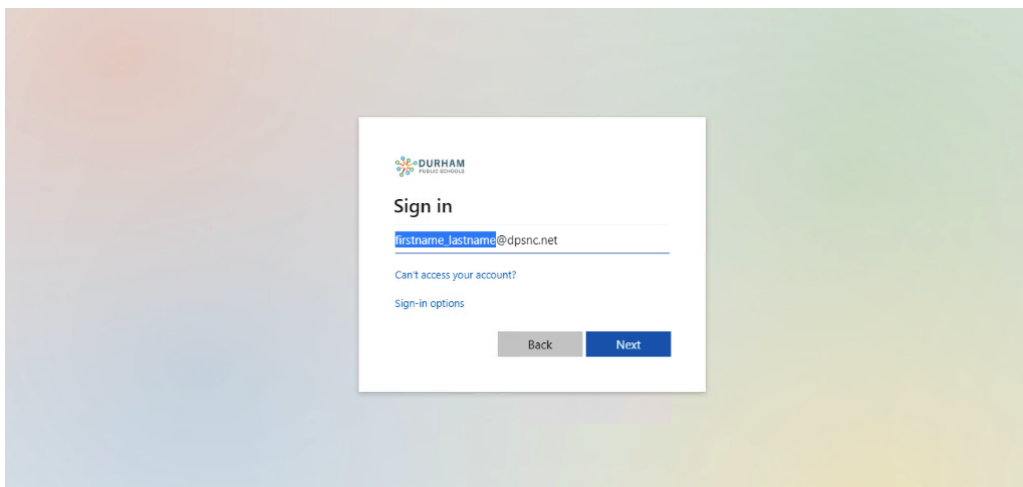 DURHAM
PUBLIC SCHOOLS
Sign in
firstname_lastname@dpsnc.net
Can't access your account?
Sign-in options
Back Next